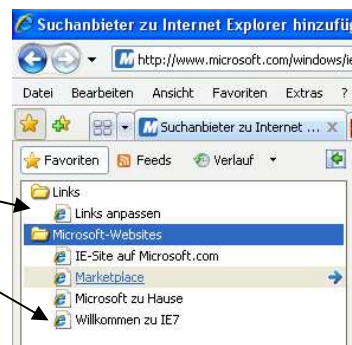 Suchanbieter zu Internet Explorer hinzufü
http://www.microsoft.com/windows/ie
Datei Bearbeiten Ansicht Favoriten Extras ?
Suchanbieter zu Internet ...
Favoriten Feeds Verlauf
Links
Links anpassen
Microsoft-Websites
IE-Site auf Microsoft.com
Marketplace
Microsoft zu Hause
Willkommen zu IE7